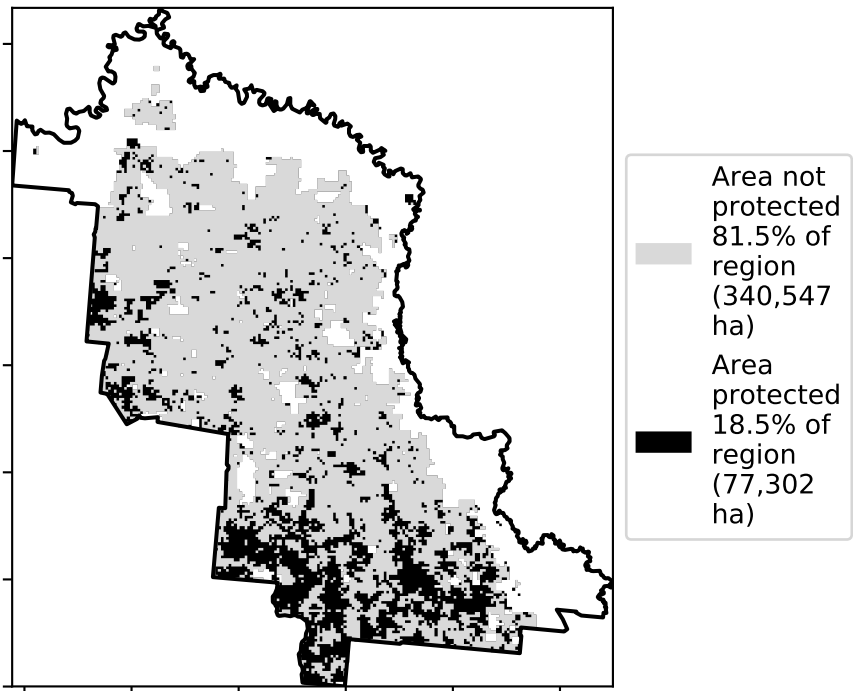 Area not
protected
81.5% of
region
(340,547
ha)
Area
protected
18.5% of
region
(77,302
ha)